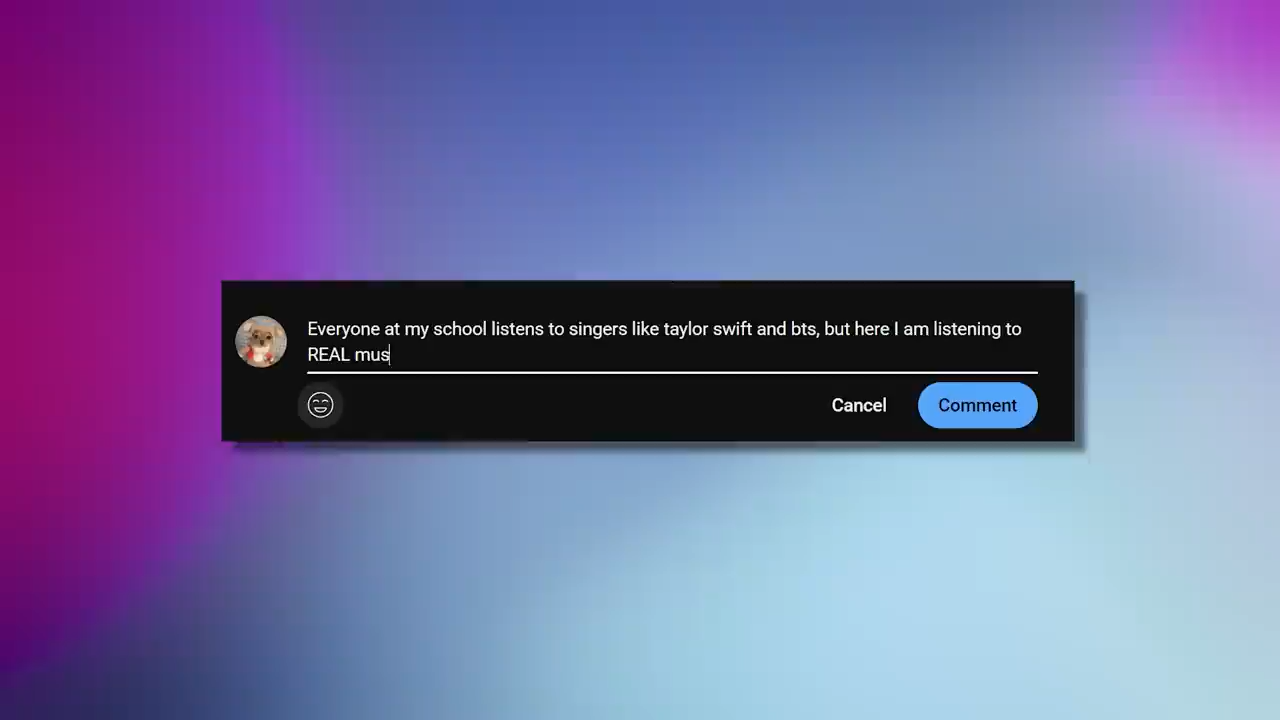 Everyone at my school listens to singers like taylor swift and bts, but here I am listening to
REAL mus
Cancel Comment